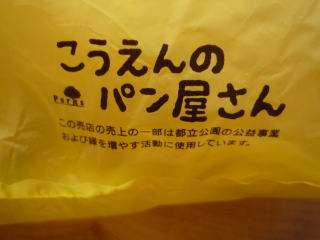 こうえんの
Parks
パン屋さん
この売店の売上の一部は都立公園の公益事業
および緑を増やす活動に使用しています。